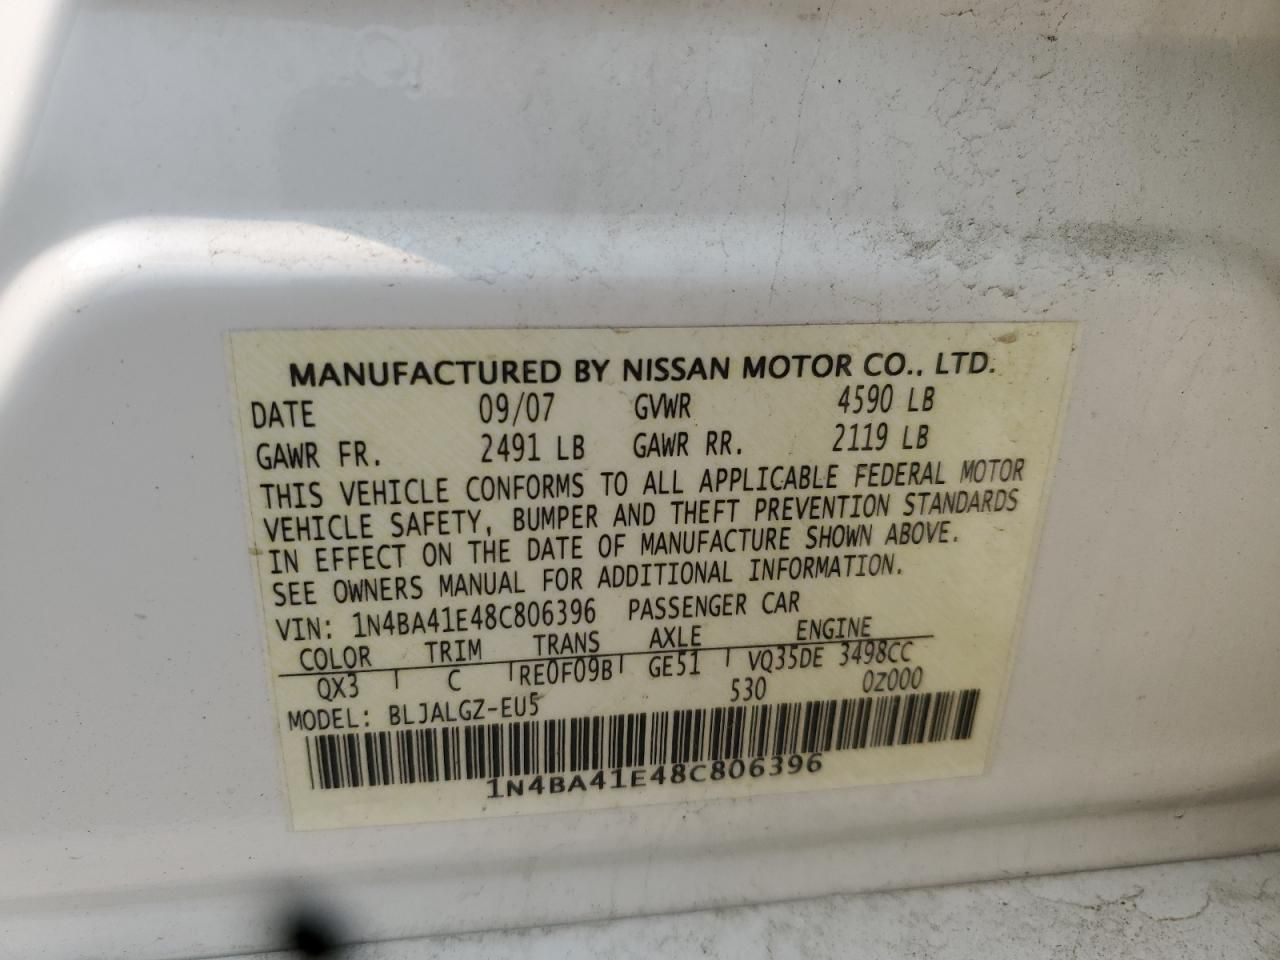 MANUFACTURED BY NISSAN MOTOR CO., LTD.
DATE 09/07 GVWR 4590 LB
GAWR FR. 2491 LB GAWR RR. 2119 LB
THIS VEHICLE CONFORMS TO ALL APPLICABLE FEDERAL MOTOR
VEHICLE SAFETY, BUMPER AND THEFT PREVENTION STANDARDS
IN EFFECT ON THE DATE OF MANUFACTURE SHOWN ABOVE.
SEE OWNERS MANUAL FOR ADDITIONAL INFORMATION.
VIN: 1N4BA41E48C806396 PASSENGER CAR
COLOR TRIM TRANS AXLE ENGINE
QX3 C RE0F09B GE51 VQ35DE 3498CC
MODEL: BLJALGZ-EU5 530 0Z000
1N4BA41E48C806396